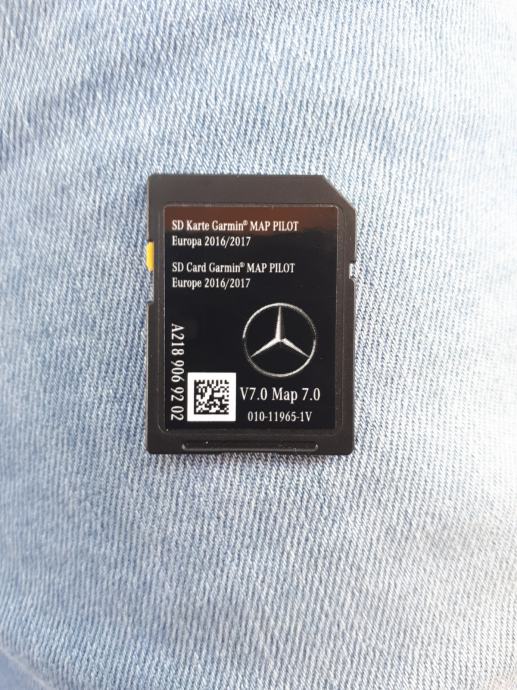 SD Karte Garmin® MAP PILOT
Europa 2016/2017
SD Card Garmin® MAP PILOT
Europe 2016/2017
A218 906 92 02
V7.0 Map 7.0
010-11965-1V